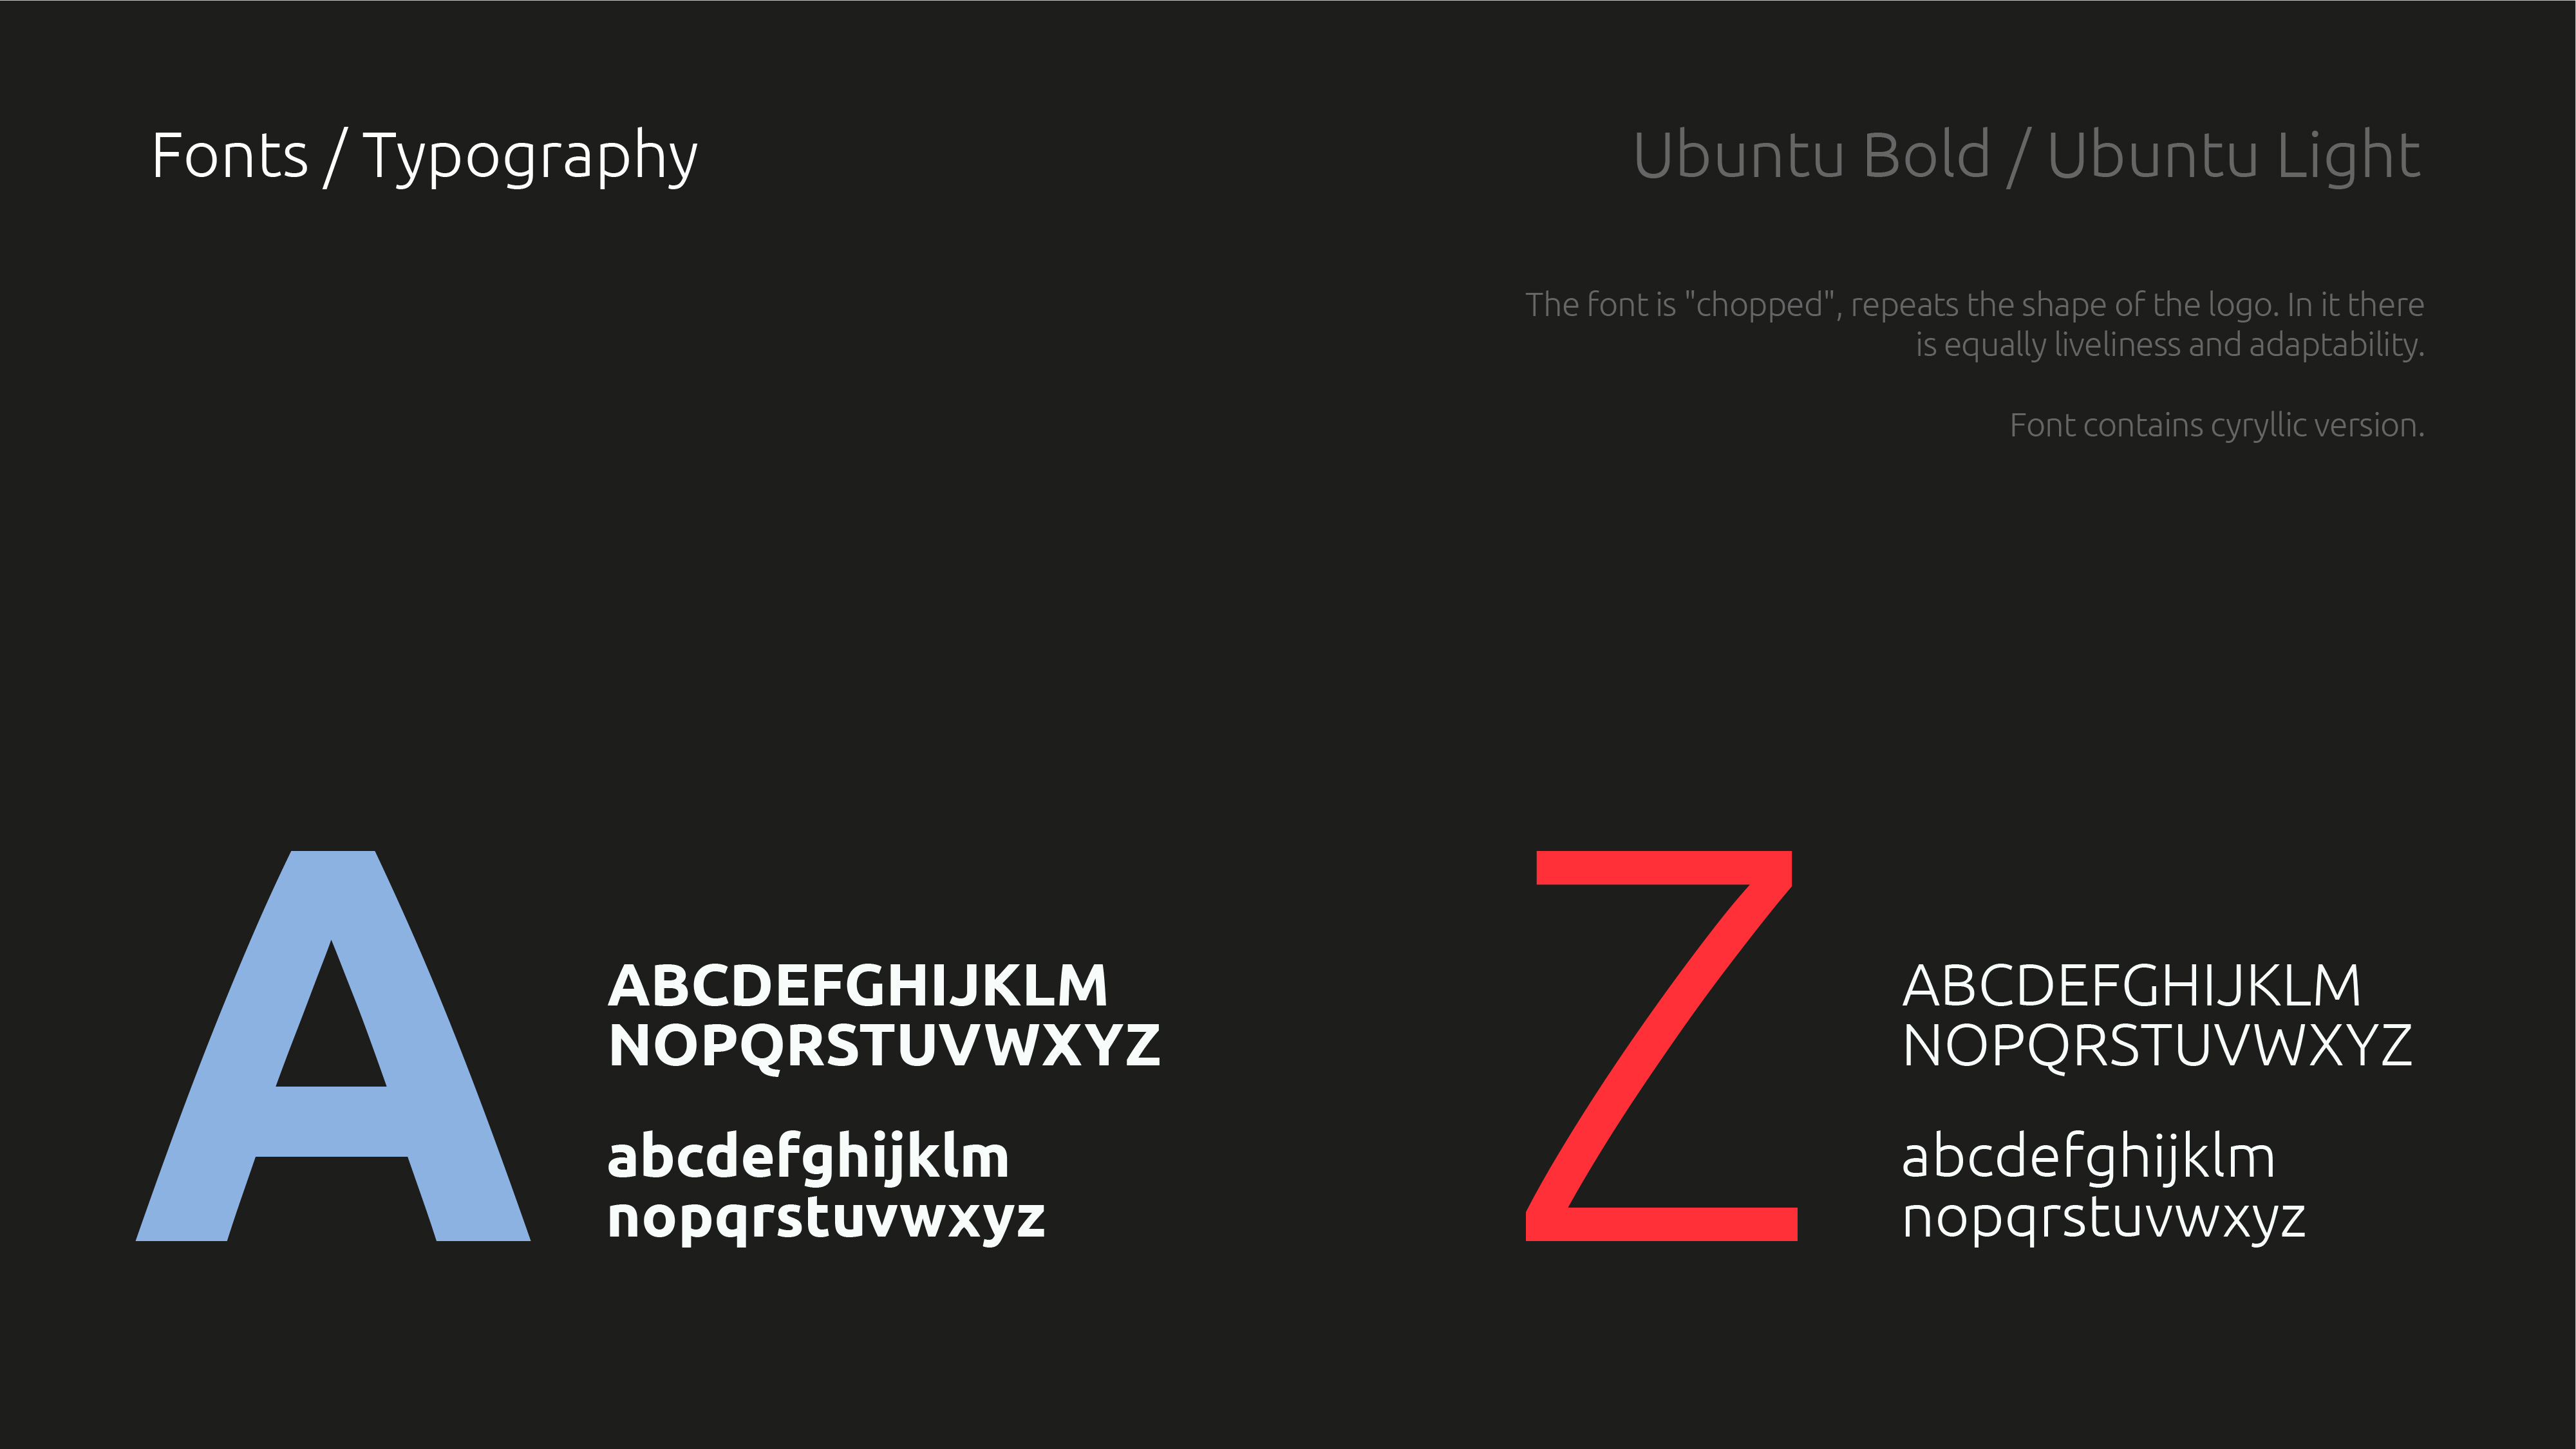 Fonts / Typography
Ubuntu Bold / Ubuntu Light
The font is "chopped", repeats the shape of the logo. In it there
is equally liveliness and adaptability.
Font contains cyryllic version.
A
ABCDEFGHIJKLM
NOPQRSTUVWXYZ
abcdefghijklm
nopqrstuvwxyz
Z
ABCDEFGHIJKLM
NOPQRSTUVWXYZ
abcdefghijklm
nopqrstuvwxyz